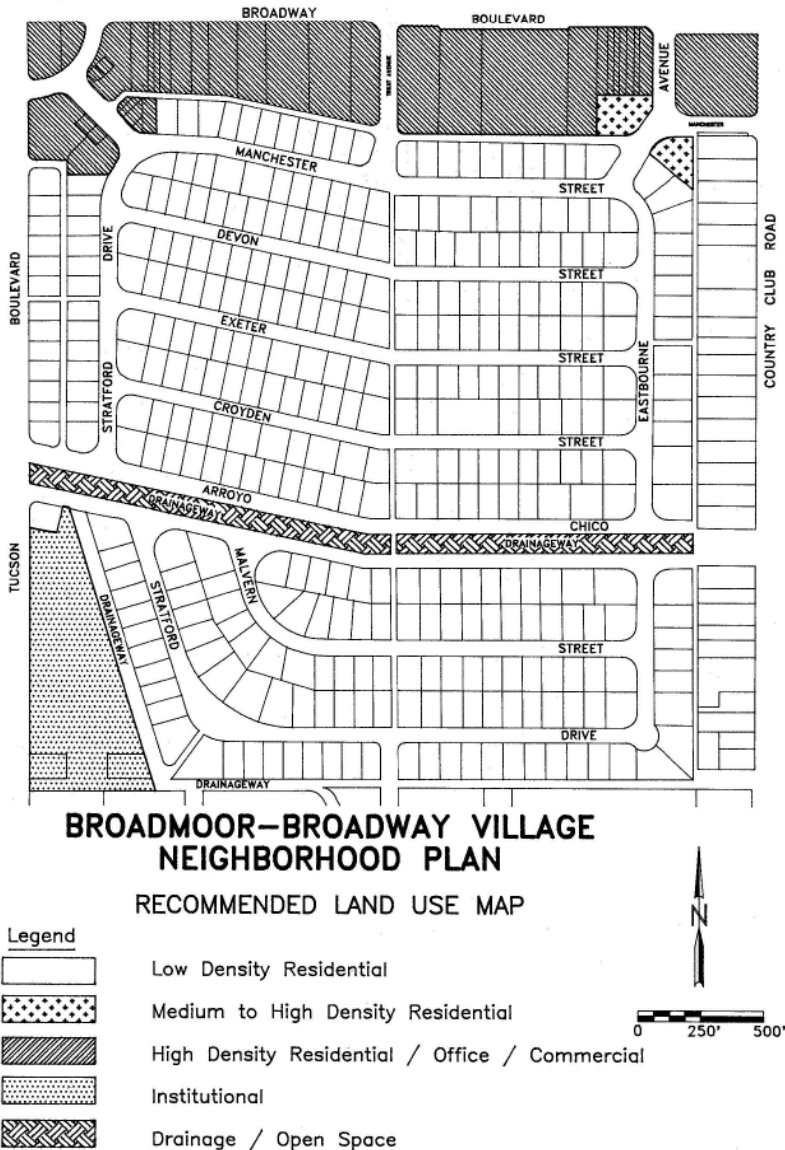 BROADWAY
BOULEVARD
TREAT AVENUE
AVENUE
MANCHESTER
MANCHESTER
STREET
DRIVE
DEVON
STREET
BOULEVARD
COUNTRY CLUB ROAD
EXETER
STREET
EASTBOURNE
STRATFORD
CROYDEN
STREET
ARROYO
CHICO
DRAINAGEWAY
DRAINAGEWAY
TUCSON
DRAINAGEWAY
STRATFORD
MALVERN
STREET
DRIVE
DRAINAGEWAY
BROADMOOR–BROADWAY VILLAGE
NEIGHBORHOOD PLAN
RECOMMENDED LAND USE MAP
N
Legend
Low Density Residential
Medium to High Density Residential
0 250' 500'
High Density Residential / Office / Commercial
Institutional
Drainage / Open Space